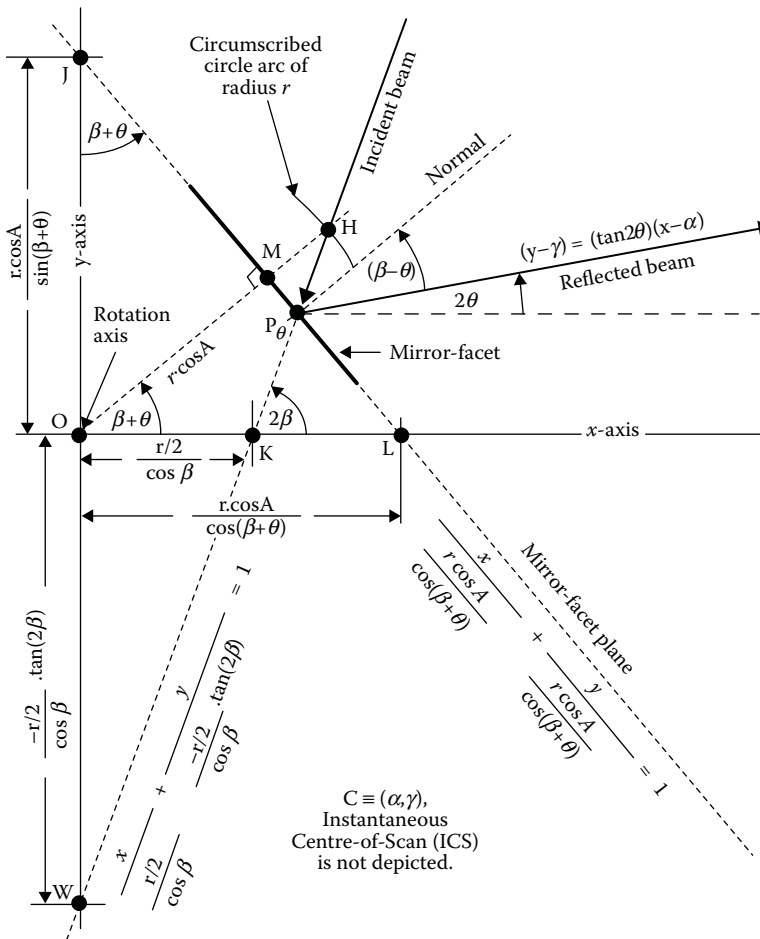 J
Circumscribed
circle arc of
radius r
Incident beam
β+θ
Normal
r.cosA
sin(β+θ)
y-axis
H
M
(y−γ) = (tan2θ)(x−α)
Reflected beam
(β−θ)
2θ
Pθ
Rotation
axis
r·cosA
Mirror-facet
O
β+θ
2β
x-axis
K
L
r/2
cos β
r.cosA
cos(β+θ)
−r/2
cos β
.tan(2β)
x
r/2
cos β
+
y
−r/2
cos β
.tan(2β)
= 1
Mirror-facet plane
x
r cos A
cos(β+θ)
+
y
r cos A
cos(β+θ)
= 1
C ≡ (α,γ),
Instantaneous
Centre-of-Scan (ICS)
is not depicted.
W